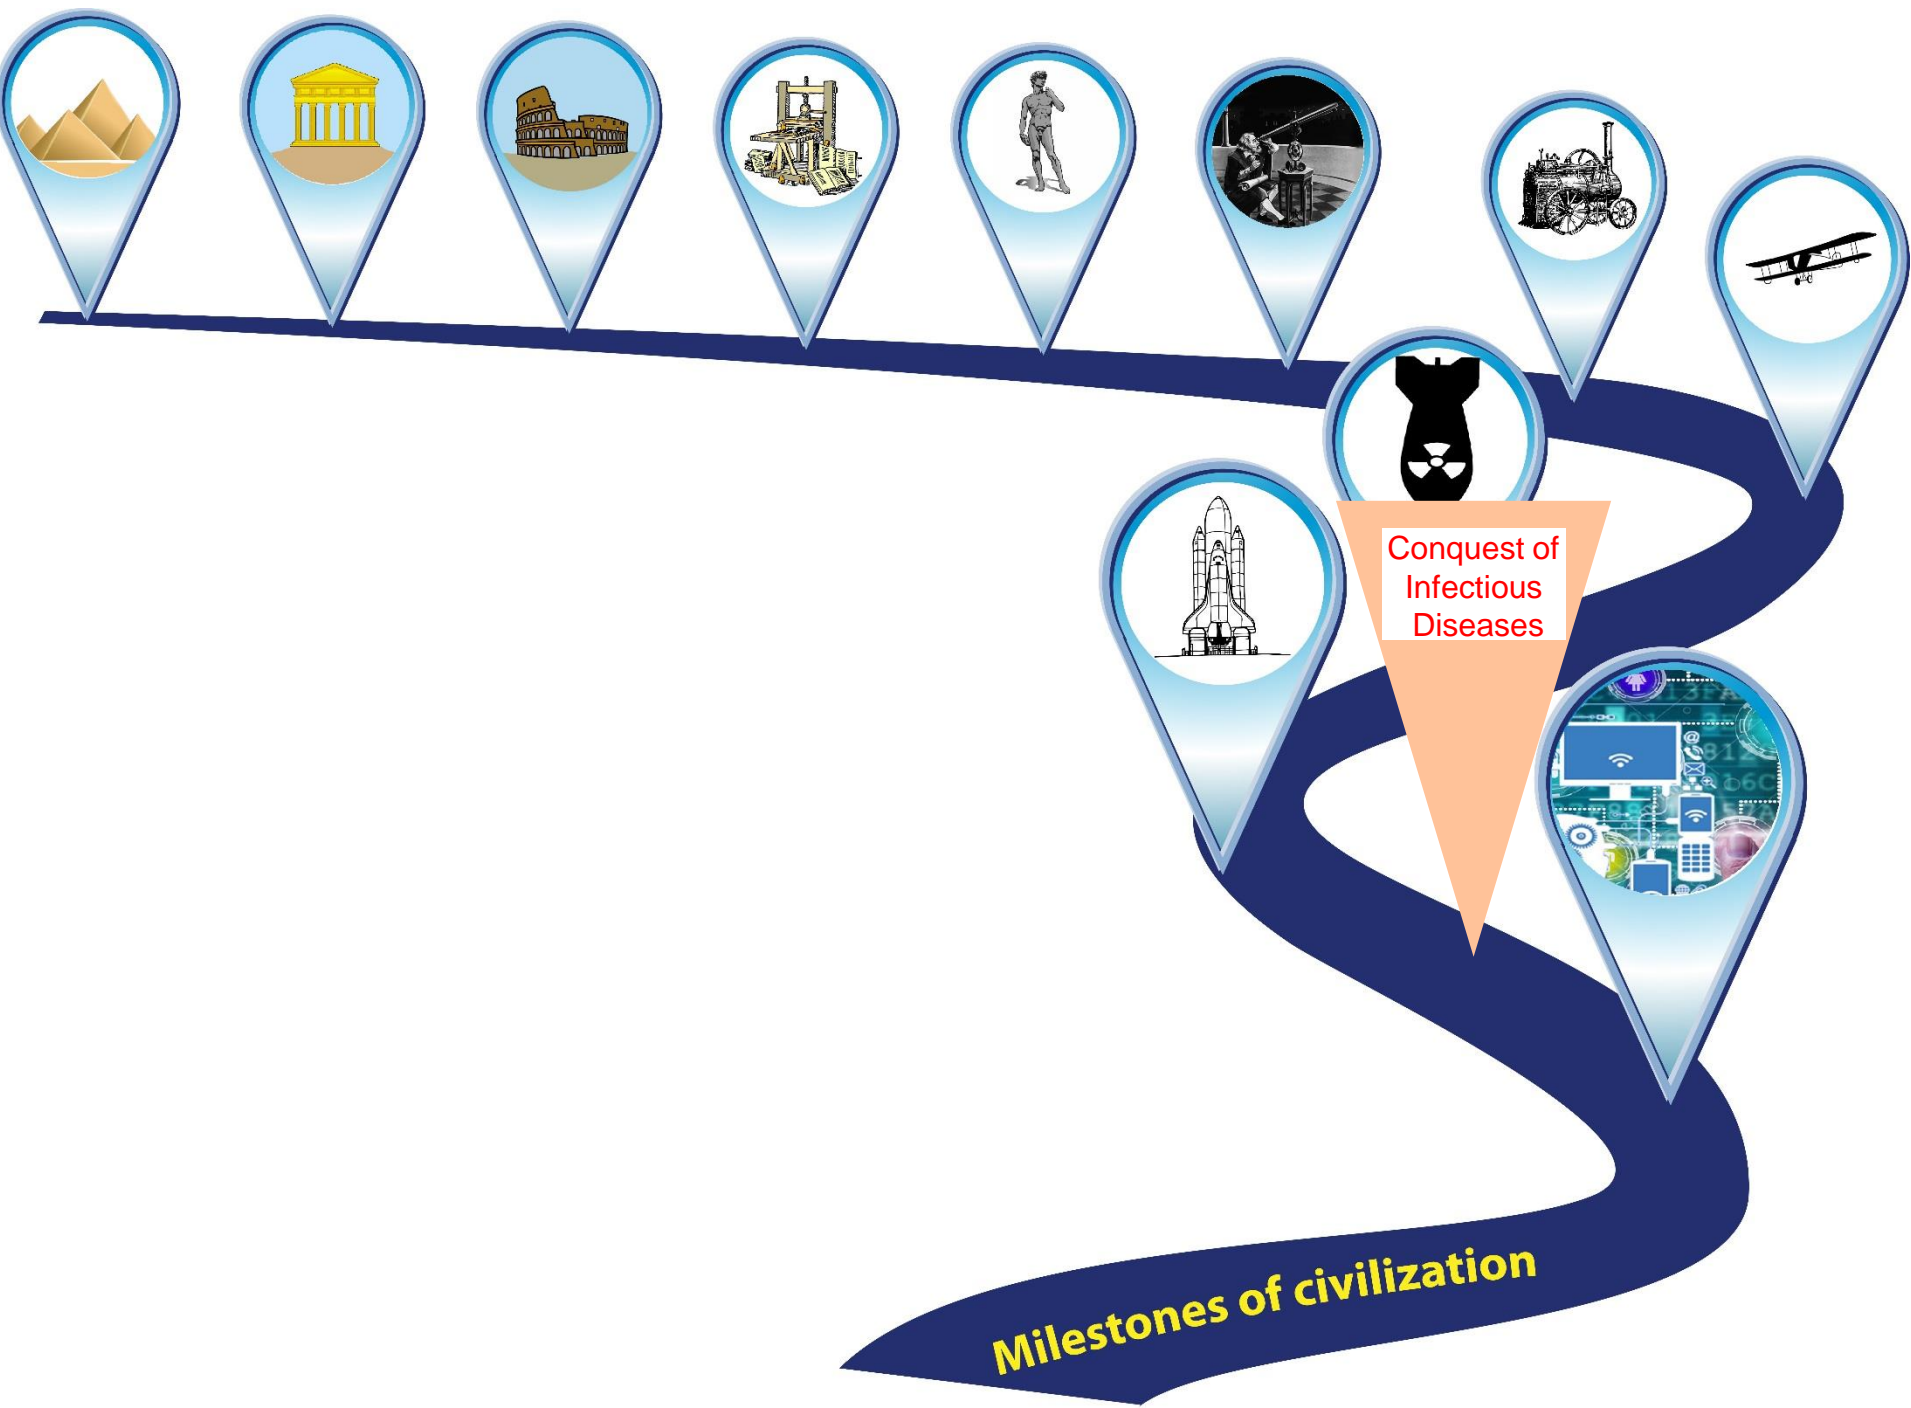 Conquest of
Infectious
Diseases
Milestones of civilization